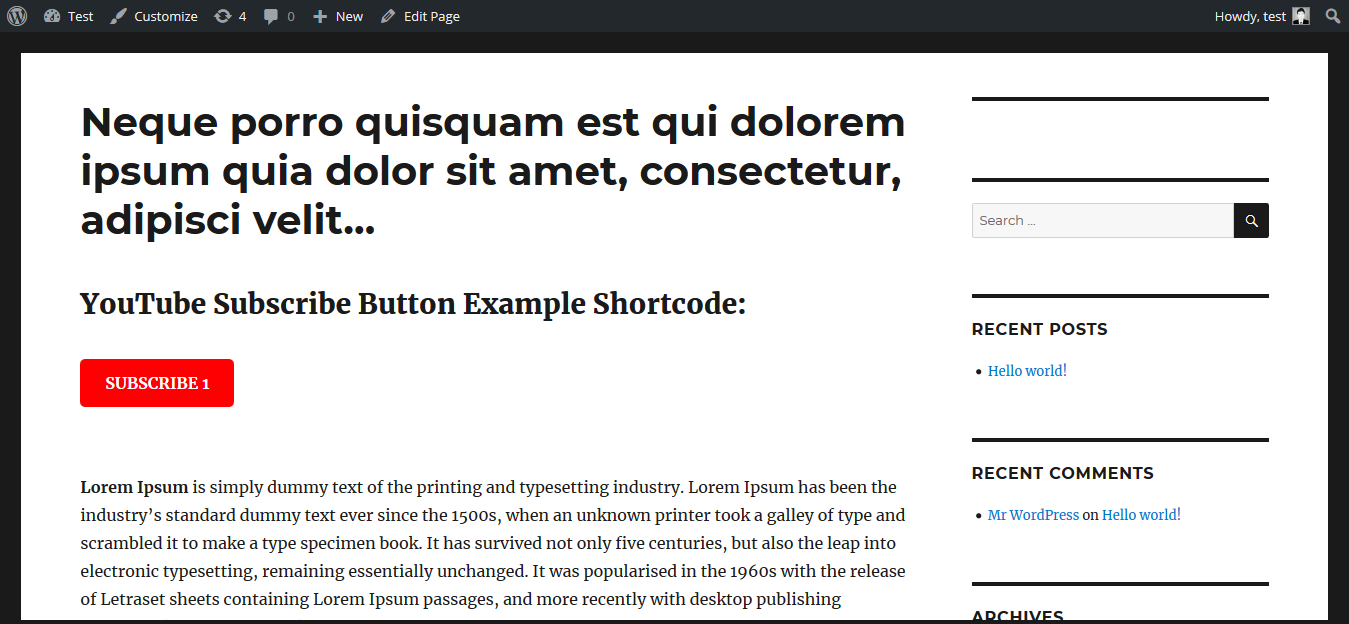 Test Customize 4 0 New Edit Page Howdy, test
Neque porro quisquam est qui dolorem
ipsum quia dolor sit amet, consectetur,
adipisci velit…
YouTube Subscribe Button Example Shortcode:
SUBSCRIBE 1
Lorem Ipsum is simply dummy text of the printing and typesetting industry. Lorem Ipsum has been the
industry’s standard dummy text ever since the 1500s, when an unknown printer took a galley of type and
scrambled it to make a type specimen book. It has survived not only five centuries, but also the leap into
electronic typesetting, remaining essentially unchanged. It was popularised in the 1960s with the release
of Letraset sheets containing Lorem Ipsum passages, and more recently with desktop publishing
Search …
RECENT POSTS
Hello world!
RECENT COMMENTS
Mr WordPress on Hello world!
ARCHIVES